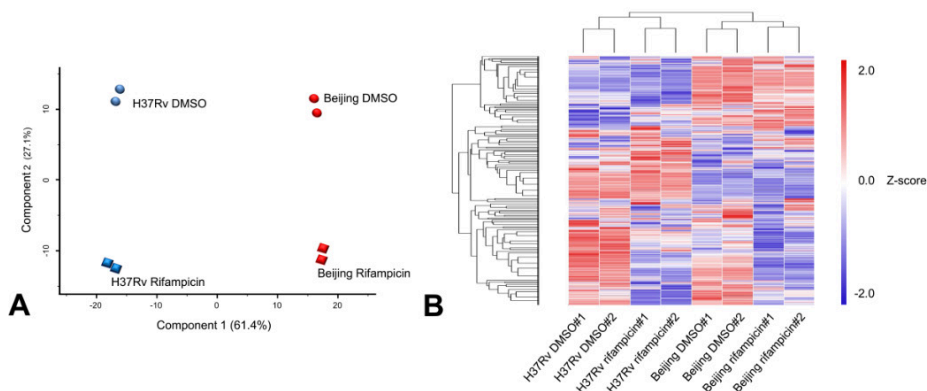 A
Component 2 (27.1%)
10
0
-10
H37Rv DMSO
Beijing DMSO
H37Rv Rifampicin
Beijing Rifampicin
-20
-10
0
10
20
Component 1 (61.4%)
B
H37Rv DMSO#1
H37Rv DMSO#2
H37Rv rifampicin#1
H37Rv rifampicin#2
Beijing DMSO#1
Beijing DMSO#2
Beijing rifampicin#1
Beijing rifampicin#2
2.0
0.0
Z-score
-2.0